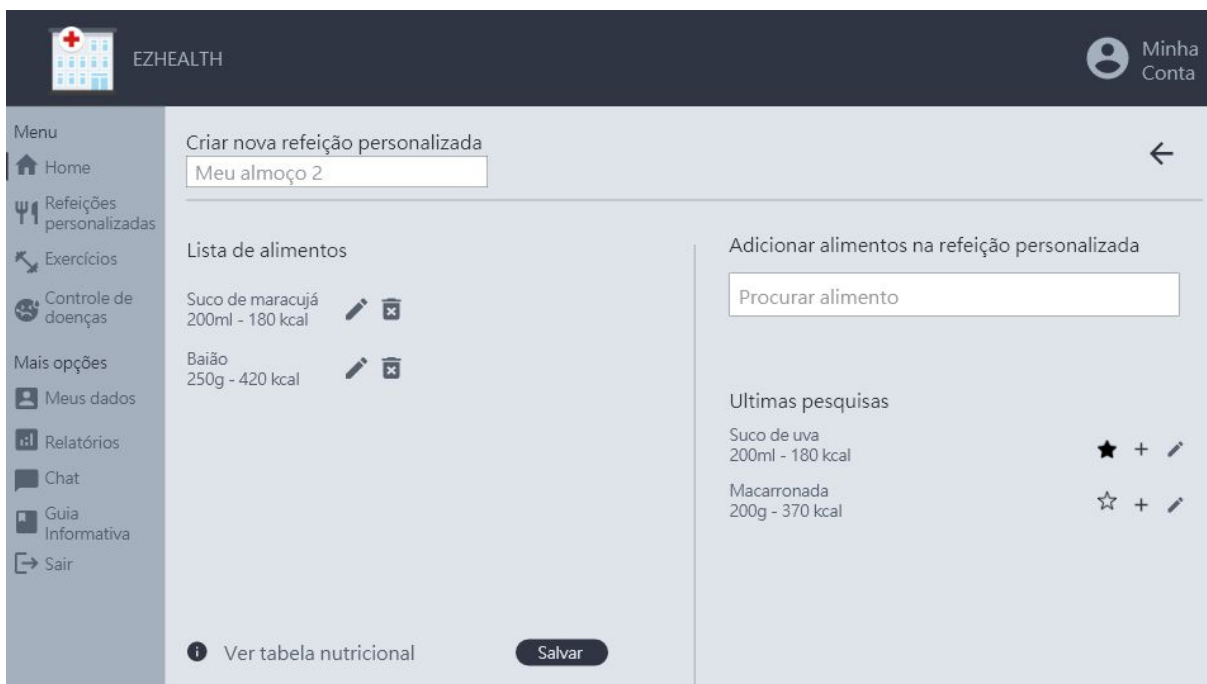 EZHEALTH
Minha
Conta
Menu
Home
Refeições
personalizadas
Exercícios
Controle de
doenças
Mais opções
Meus dados
Relatórios
Chat
Guia
Informativa
Sair
Criar nova refeição personalizada
Meu almoço 2
Lista de alimentos
Suco de maracujá
200ml - 180 kcal
Baião
250g - 420 kcal
Ver tabela nutricional
Salvar
Adicionar alimentos na refeição personalizada
Procurar alimento
Ultimas pesquisas
Suco de uva
200ml - 180 kcal
Macarronada
200g - 370 kcal